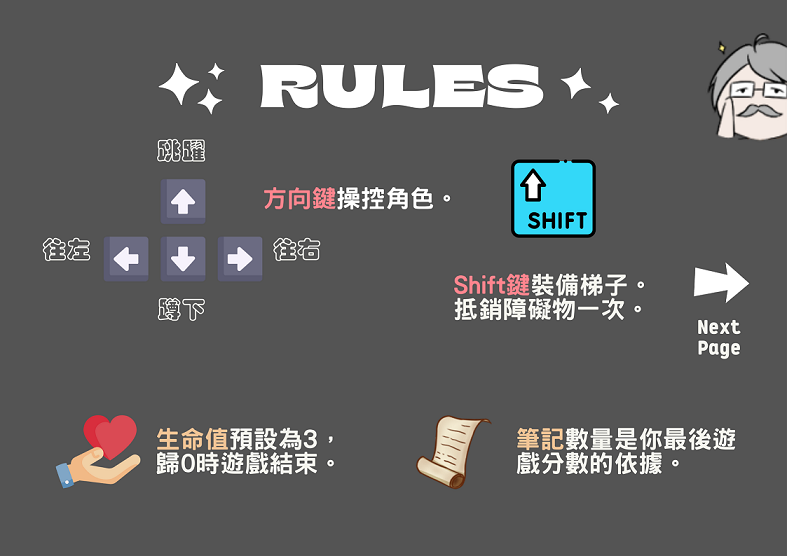 RULES
跳躍
方向鍵操控角色。
SHIFT
往左
往右
蹲下
Shift鍵裝備梯子。
抵銷障礙物一次。
Next
Page
生命值預設為3，
歸0時遊戲結束。
筆記數量是你最後遊
戲分數的依據。